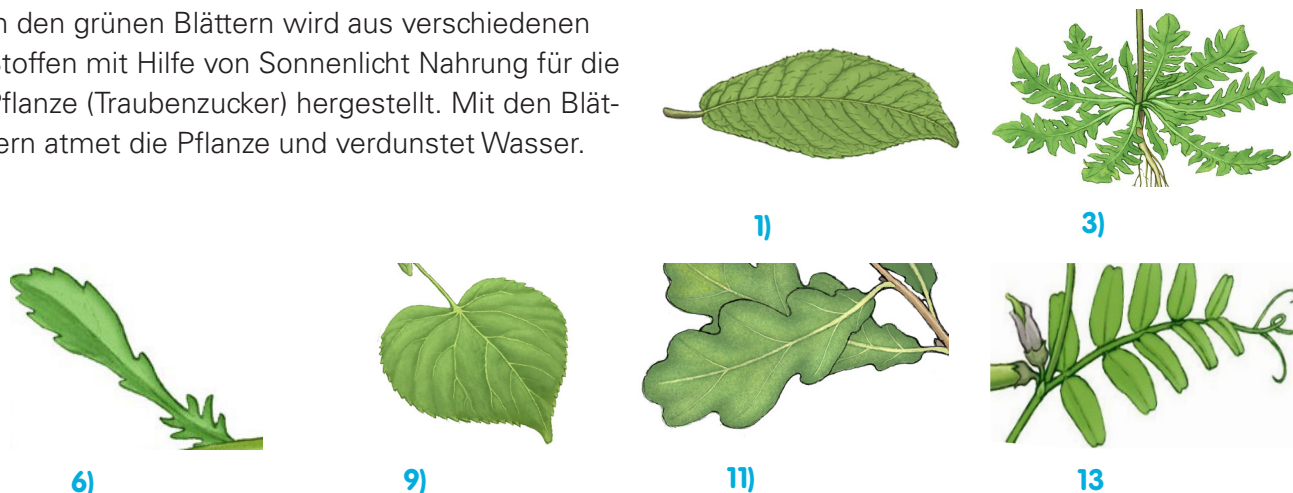 n den grünen Blättern wird aus verschiedenen
toffen mit Hilfe von Sonnenlicht Nahrung für die
flanze (Traubenzucker) hergestellt. Mit den Blät-
ern atmet die Pflanze und verdunstet Wasser.
1)
3)
6)
9)
11)
13